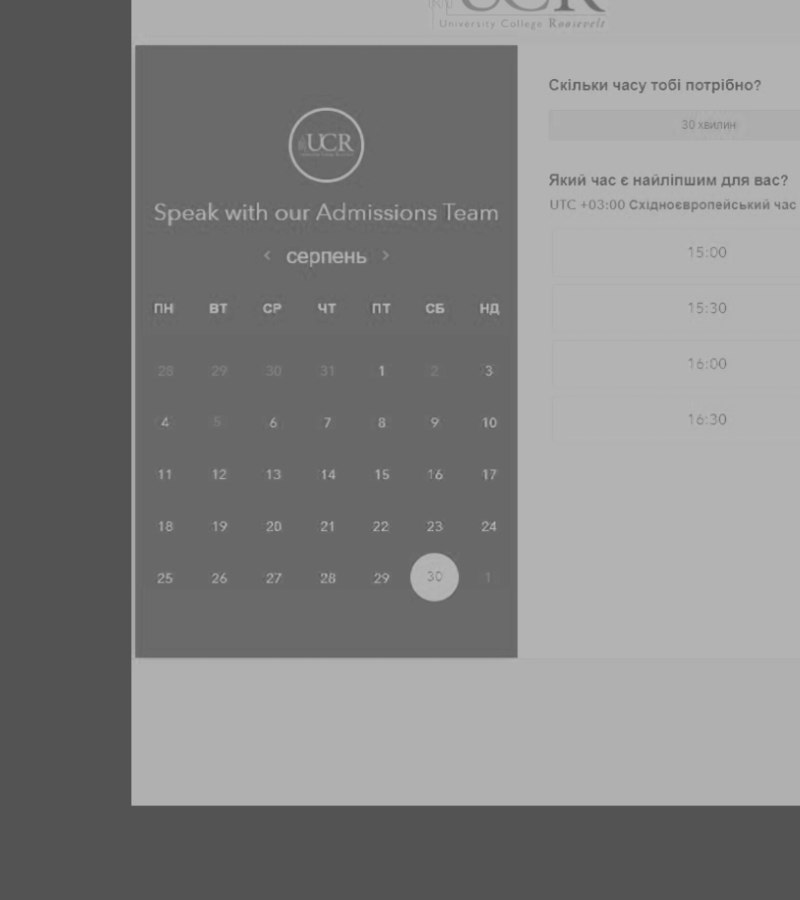 UCR
University College Roosevelt
UCR
Speak with our Admissions Team
< серпень >
ПН ВТ СР ЧТ ПТ СБ НД
28 29 30 31 1 2 3
4 5 6 7 8 9 10
11 12 13 14 15 16 17
18 19 20 21 22 23 24
25 26 27 28 29 30 1
Скільки часу тобі потрібно?
30 хвилин
Який час є найліпшим для вас?
UTC +03:00 Східноєвропейський час
15:00
15:30
16:00
16:30